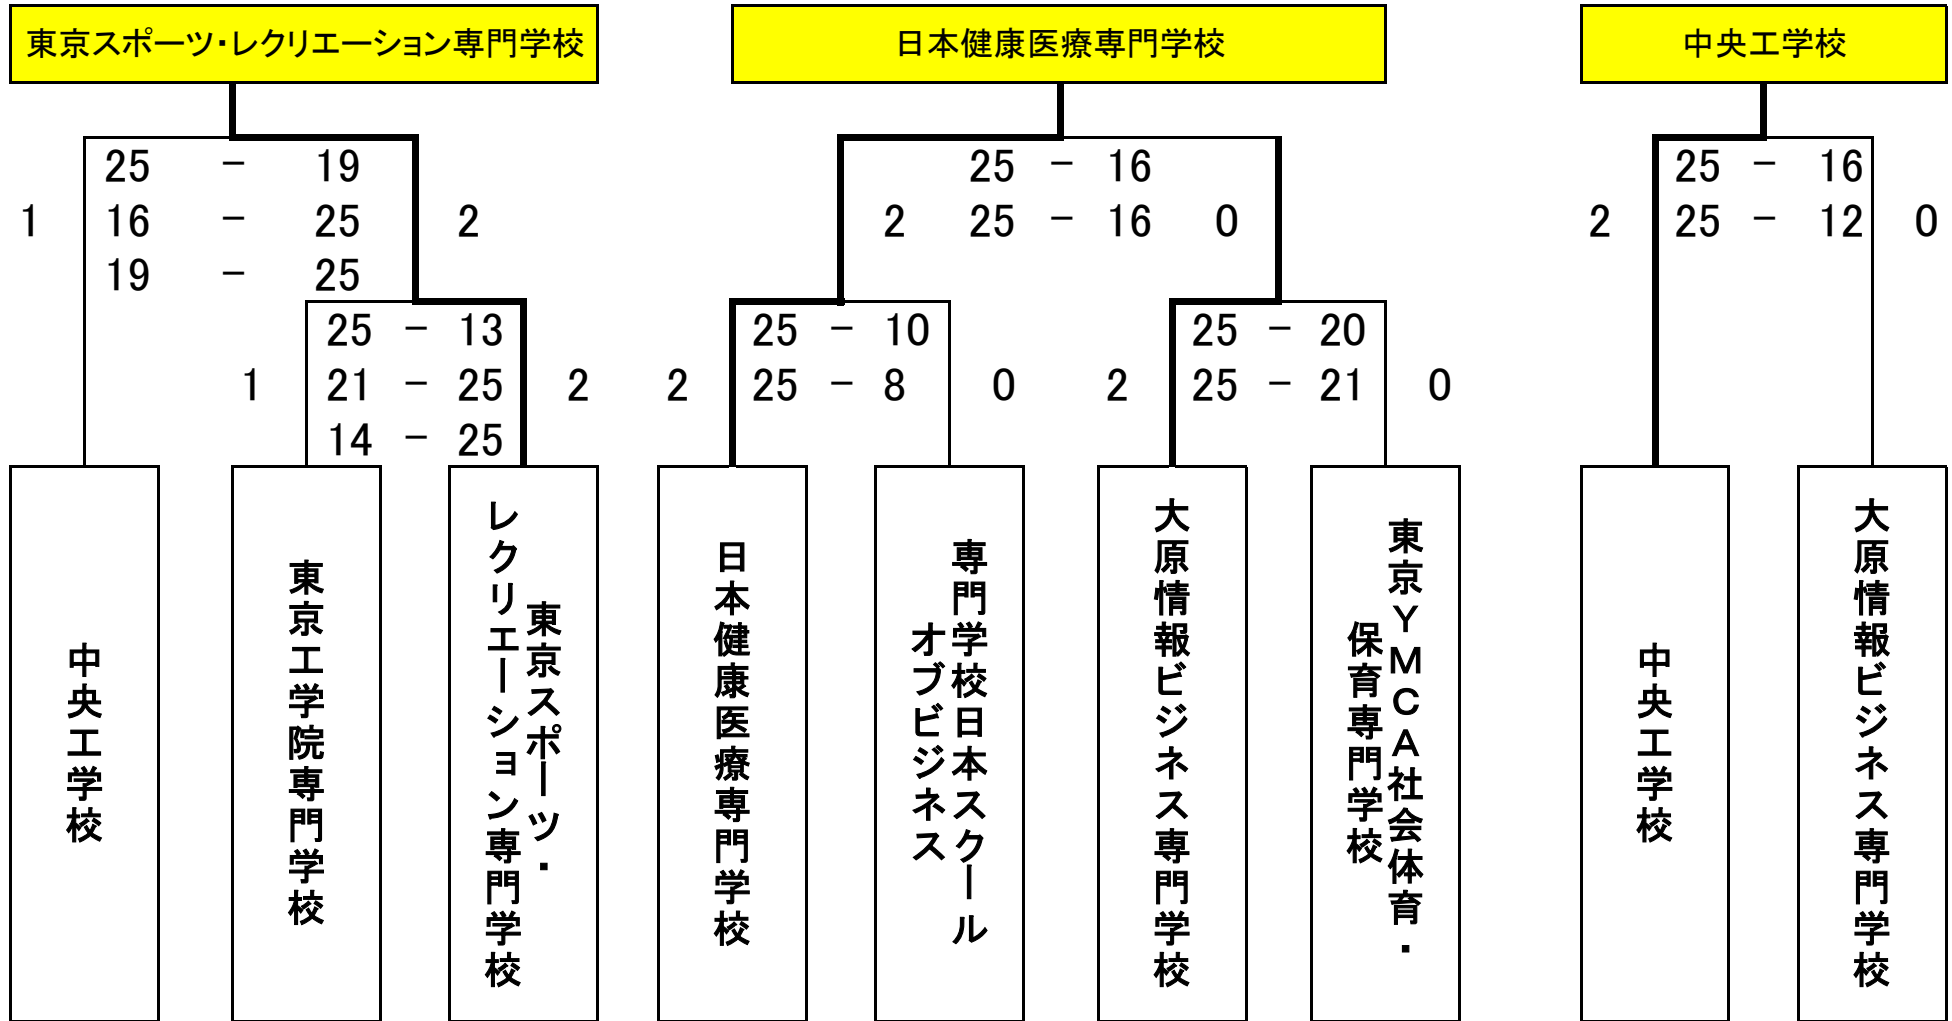 東京スポーツ・レクリエーション専門学校
日本健康医療専門学校
中央工学校
25 － 19
1 16 － 25 2
19 － 25
25 － 13
1 21 － 25 2
14 － 25
25 － 16
2 25 － 16 0
25 － 10
2 25 － 8 0
25 － 20
2 25 － 21 0
25 － 16
2 25 － 12 0
中央工学校
東京工学院専門学校
東京スポーツ・
レクリエーション専門学校
日本健康医療専門学校
専門学校日本スクール
オブビジネス
大原情報ビジネス専門学校
東京ＹＭＣＡ社会体育・
保育専門学校
中央工学校
大原情報ビジネス専門学校